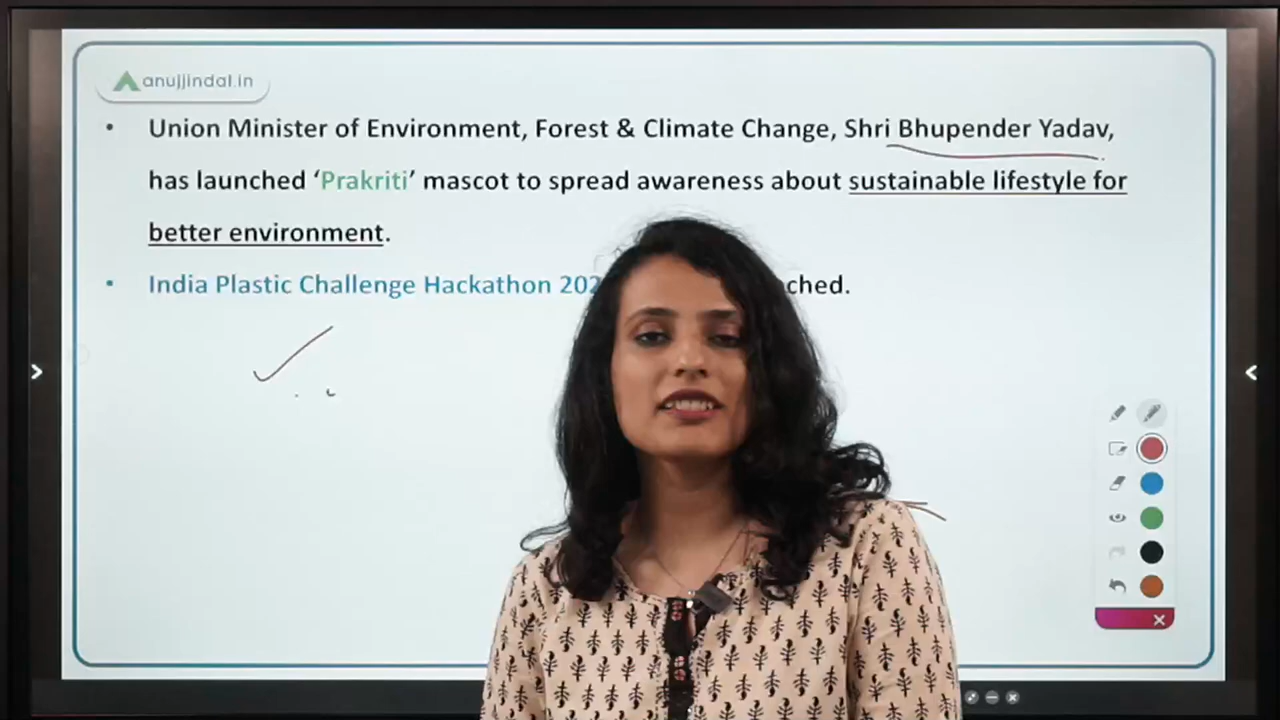 anujjindal.in
• Union Minister of Environment, Forest & Climate Change, Shri Bhupender Yadav,
has launched ‘Prakriti’ mascot to spread awareness about sustainable lifestyle for
better environment.
• India Plastic Challenge Hackathon